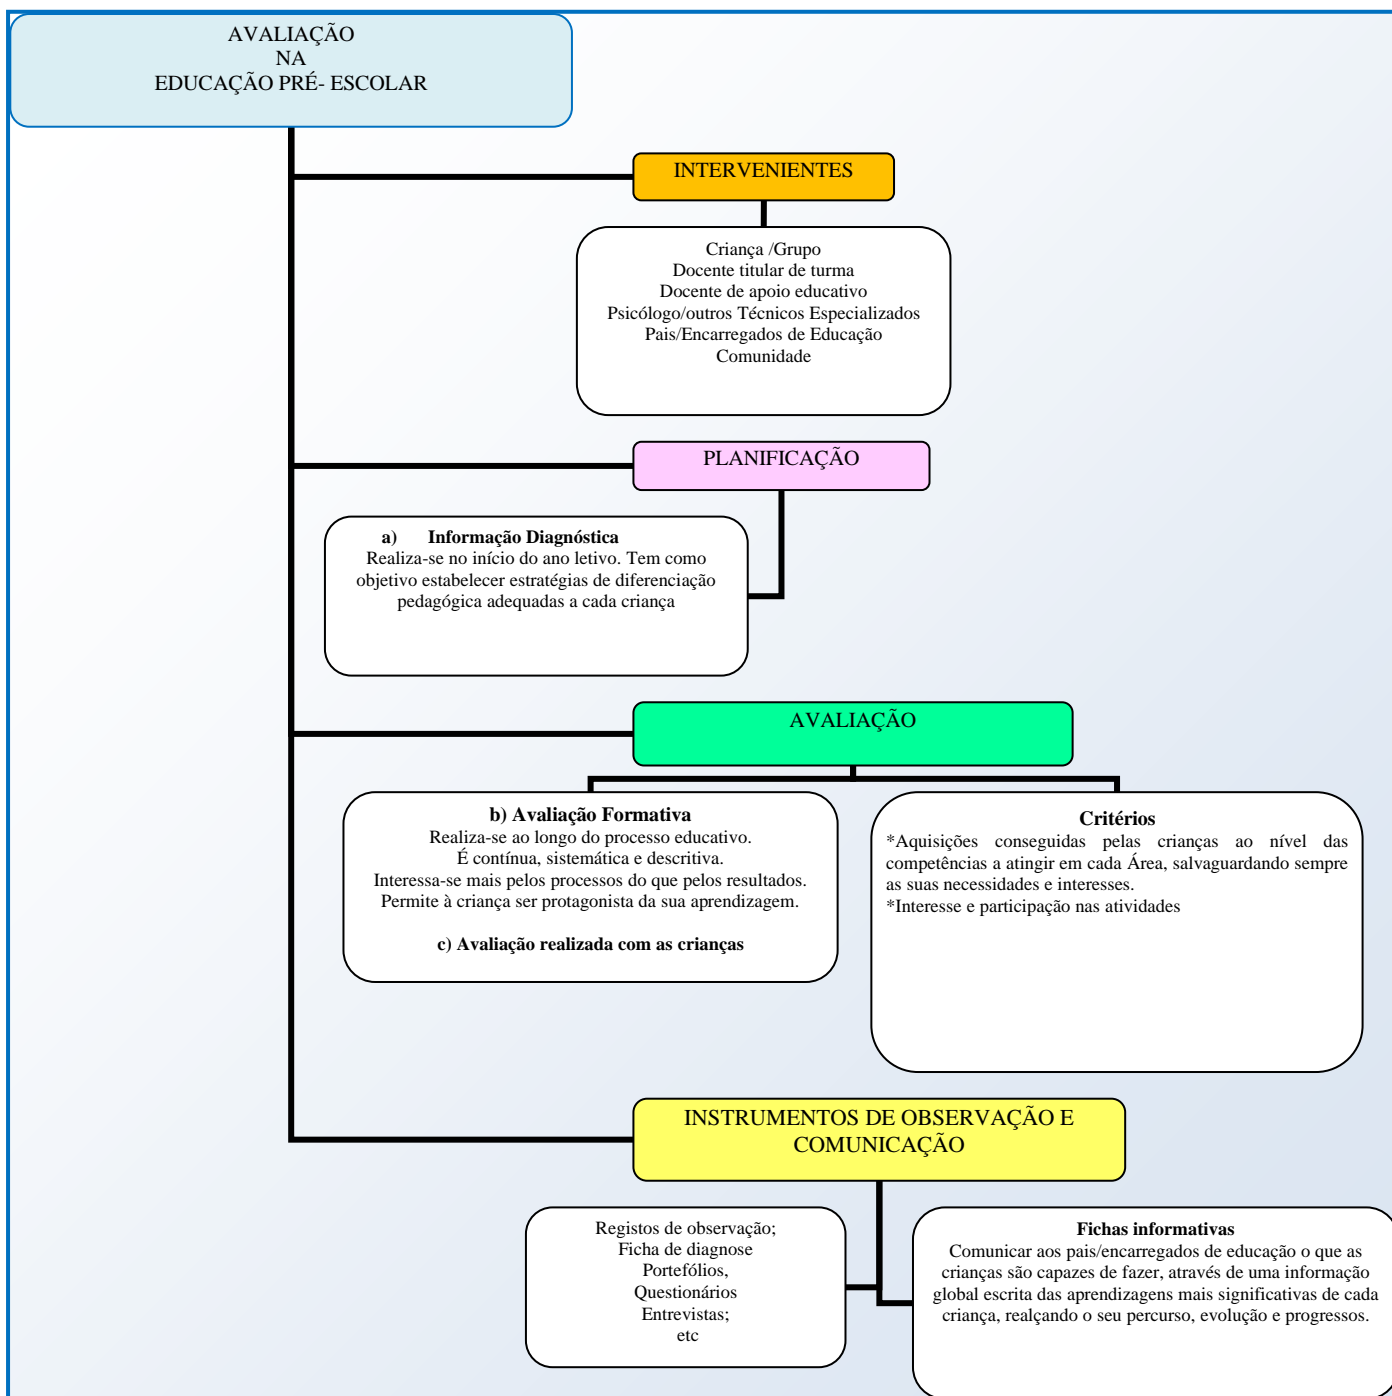 AVALIAÇÃO
NA
EDUCAÇÃO PRÉ- ESCOLAR
INTERVENIENTES
Criança /Grupo
Docente titular de turma
Docente de apoio educativo
Psicólogo/outros Técnicos Especializados
Pais/Encarregados de Educação
Comunidade
PLANIFICAÇÃO
a) Informação Diagnóstica
Realiza-se no início do ano letivo. Tem como
objetivo estabelecer estratégias de diferenciação
pedagógica adequadas a cada criança
AVALIAÇÃO
b) Avaliação Formativa
Realiza-se ao longo do processo educativo.
É contínua, sistemática e descritiva.
Interessa-se mais pelos processos do que pelos resultados.
Permite à criança ser protagonista da sua aprendizagem.
c) Avaliação realizada com as crianças
Critérios
*Aquisições conseguidas pelas crianças ao nível das
competências a atingir em cada Área, salvaguardando sempre
as suas necessidades e interesses.
*Interesse e participação nas atividades
INSTRUMENTOS DE OBSERVAÇÃO E
COMUNICAÇÃO
Registos de observação;
Ficha de diagnose
Portefólios,
Questionários
Entrevistas;
etc
Fichas informativas
Comunicar aos pais/encarregados de educação o que as
crianças são capazes de fazer, através de uma informação
global escrita das aprendizagens mais significativas de cada
criança, realçando o seu percurso, evolução e progressos.